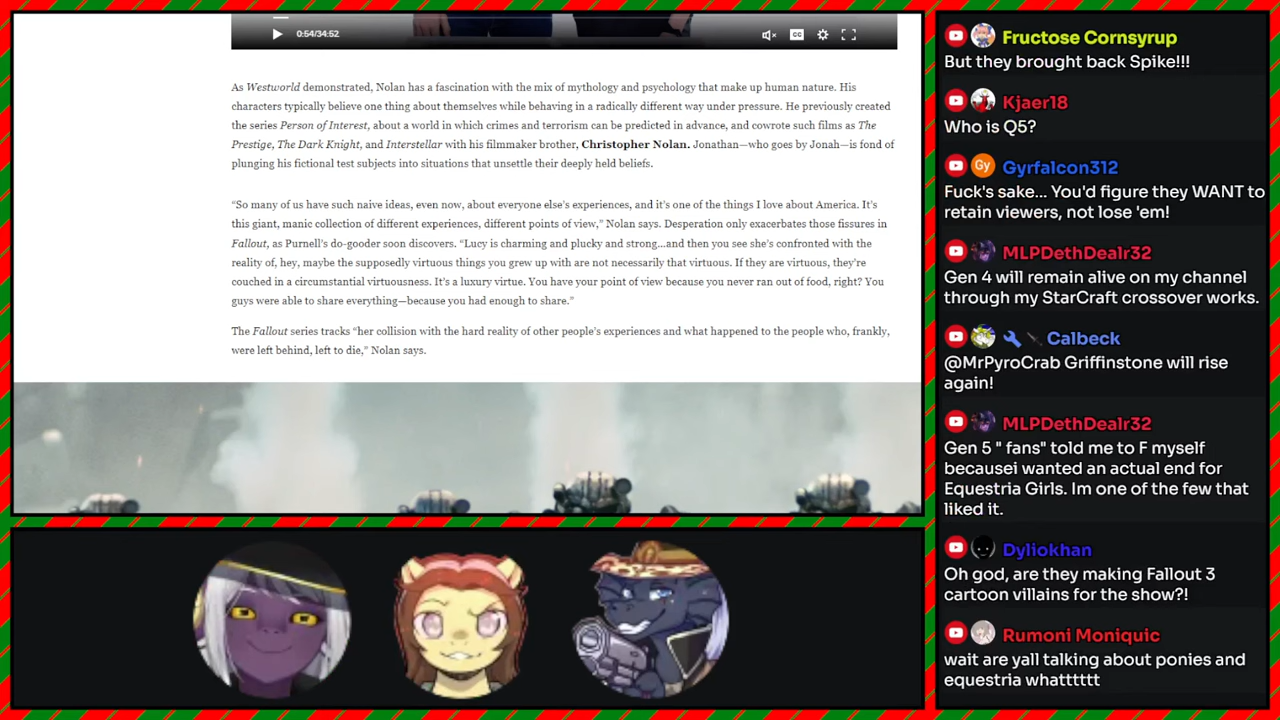 0:54/34:52
CC
As Westworld demonstrated, Nolan has a fascination with the mix of mythology and psychology that make up human nature. His
characters typically believe one thing about themselves while behaving in a radically different way under pressure. He previously created
the series Person of Interest, about a world in which crimes and terrorism can be predicted in advance, and cowrote such films as The
Prestige, The Dark Knight, and Interstellar with his filmmaker brother, Christopher Nolan. Jonathan—who goes by Jonah—is fond of
plunging his fictional test subjects into situations that unsettle their deeply held beliefs.
“So many of us have such naive ideas, even now, about everyone else’s experiences, and it’s one of the things I love about America. It’s
this giant, manic collection of different experiences, different points of view,” Nolan says. Desperation only exacerbates those fissures in
Fallout, as Purnell’s do-gooder soon discovers. “Lucy is charming and plucky and strong…and then you see she’s confronted with the
reality of, hey, maybe the supposedly virtuous things you grew up with are not necessarily that virtuous. If they are virtuous, they’re
couched in a circumstantial virtuousness. It’s a luxury virtue. You have your point of view because you never ran out of food, right? You
guys were able to share everything—because you had enough to share.”
The Fallout series tracks “her collision with the hard reality of other people’s experiences and what happened to the people who, frankly,
were left behind, left to die,” Nolan says.
Fructose Cornsyrup
But they brought back Spike!!!
Kjaer18
Who is Q5?
Gy Gyrfalcon312
Fuck's sake... You'd figure they WANT to
retain viewers, not lose 'em!
MLPDethDealr32
Gen 4 will remain alive on my channel
through my StarCraft crossover works.
Calbeck
@MrPyroCrab Griffinstone will rise
again!
MLPDethDealr32
Gen 5 " fans" told me to F myself
becausei wanted an actual end for
Equestria Girls. Im one of the few that
liked it.
Dyliokhan
Oh god, are they making Fallout 3
cartoon villains for the show?!
Rumoni Moniquic
wait are yall talking about ponies and
equestria whattttt